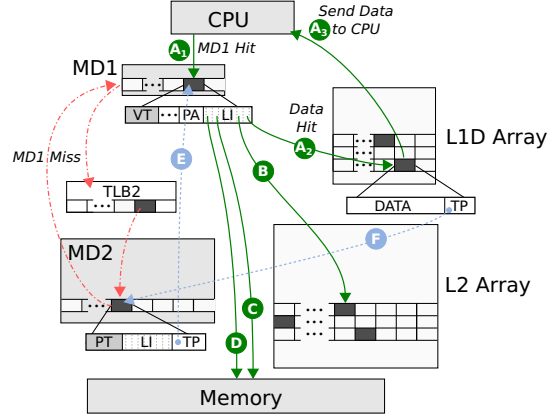 CPU
Send Data
to CPU
A₁
MD1 Hit
A₃
MD1
...
VT
...
PA
LI
Data
Hit
...
...
L1D Array
MD1 Miss
E
A₂
B
TLB2
...
DATA
TP
MD2
F
L2 Array
...
...
...
...
...
PT
LI
TP
D
C
Memory